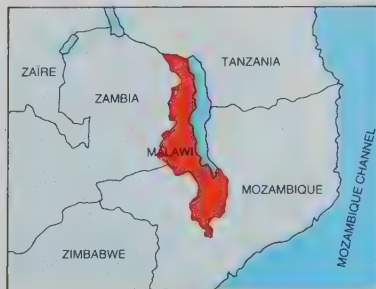 TANZANIA
ZAÏRE
ZAMBIA
MALAWI
MOZAMBIQUE
MOZAMBIQUE CHANNEL
ZIMBABWE